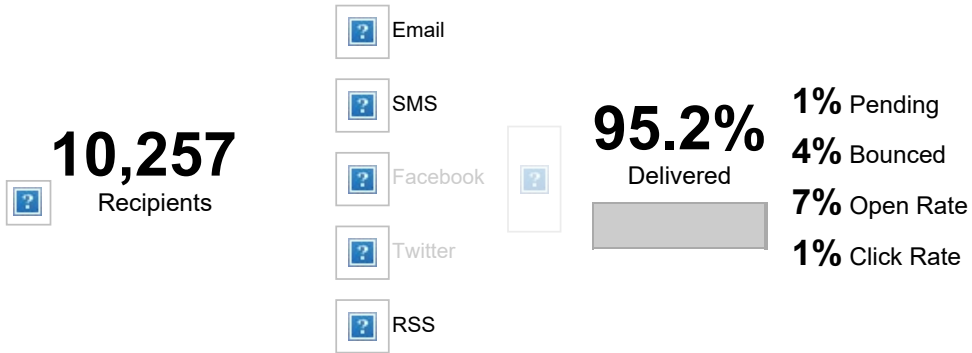 10,257
Recipients
Email
SMS
Facebook
Twitter
RSS
95.2%
Delivered
1% Pending
4% Bounced
7% Open Rate
1% Click Rate